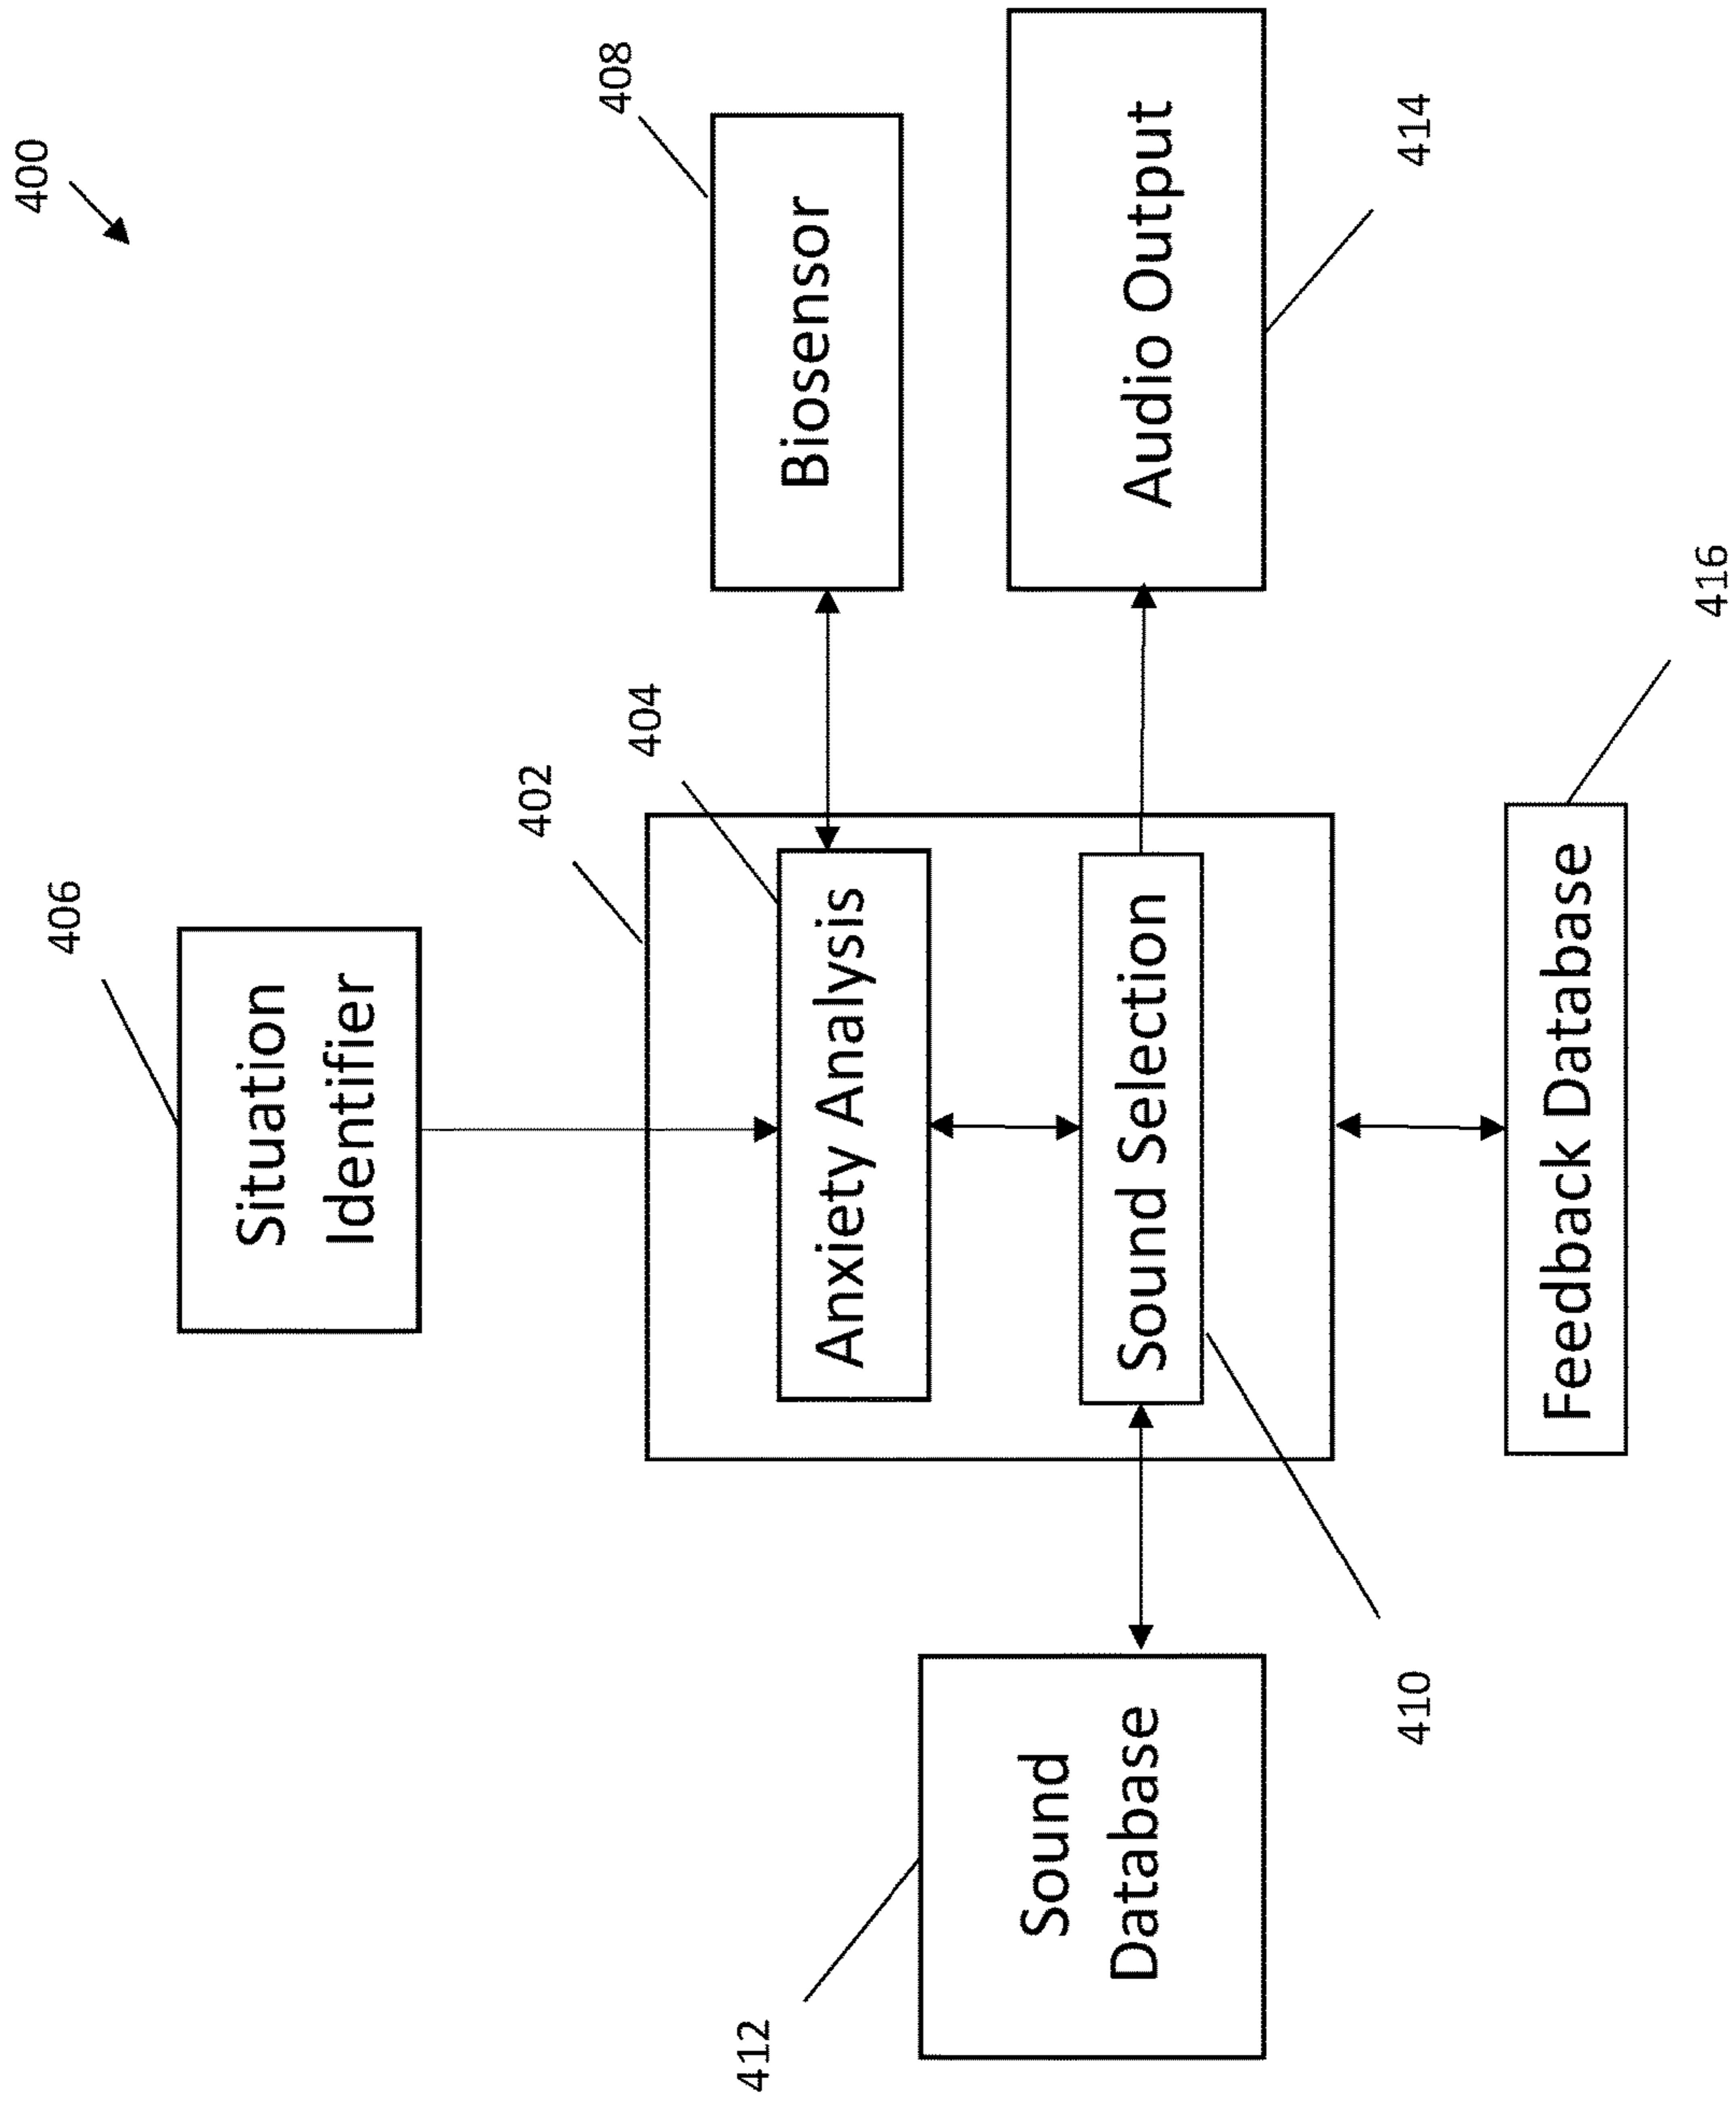 400
406
Situation
Identifier
402
404
408
Anxiety Analysis
Biosensor
412
Sound
Database
Sound Selection
Audio Output
410
414
Feedback Database
416